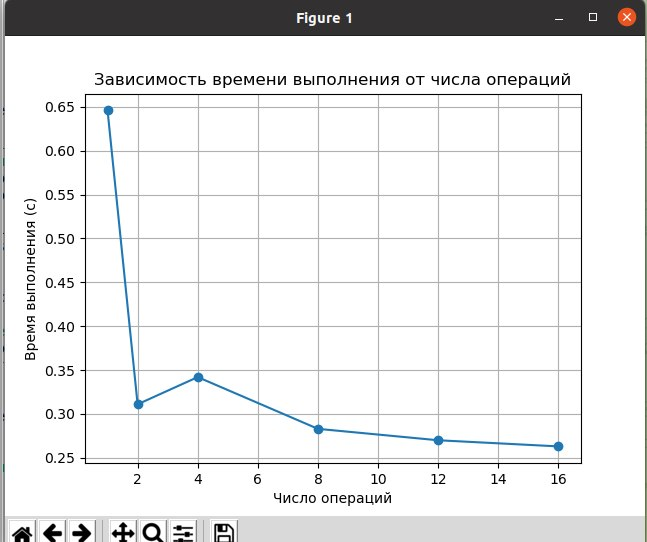 Figure 1
Зависимость времени выполнения от числа операций
0.65
0.60
0.55
0.50
0.45
0.40
0.35
0.30
0.25
Время выполнения (с)
2 4 6 8 10 12 14 16
Число операций